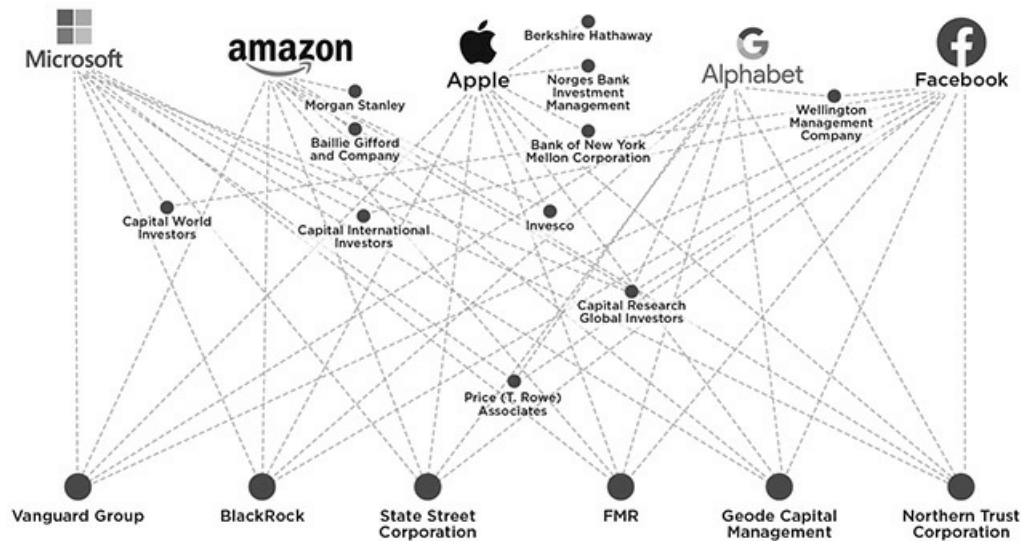 Microsoft
amazon
Apple
Berkshire Hathaway
Norges Bank
Investment
Management
Bank of New York
Mellon Corporation
Alphabet
Facebook
Morgan Stanley
Baillie Gifford
and Company
Wellington
Management
Company
Capital World
Investors
Capital International
Investors
Invesco
Capital Research
Global Investors
Price (T. Rowe)
Associates
Vanguard Group
BlackRock
State Street
Corporation
FMR
Geode Capital
Management
Northern Trust
Corporation